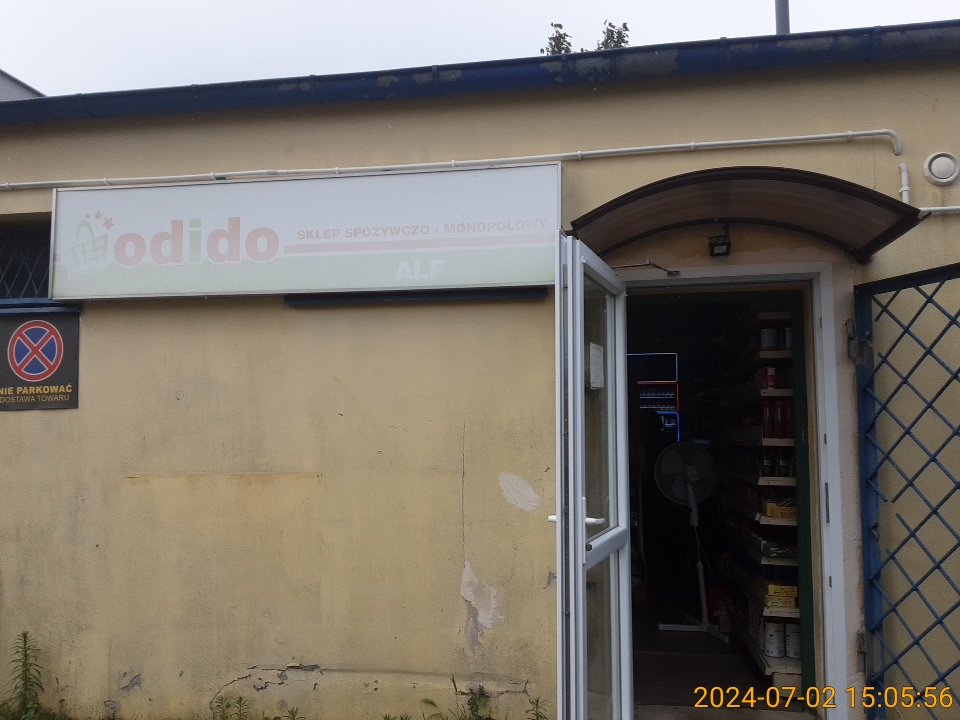 odido
SKLEP SPOŻYWCZO - MONOPOLOWY
ALF
NIE PARKOWAĆ
DOSTAWA TOWARU
2024-07-02 15:05:56